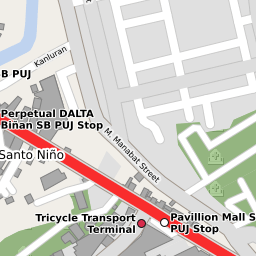 Kanluran
B PUJ
Perpetual DALTA
Biñan SB PUJ Stop
M. Manabat Street
Santo Niño
Tricycle Transport
Terminal
Pavillion Mall S
PUJ Stop